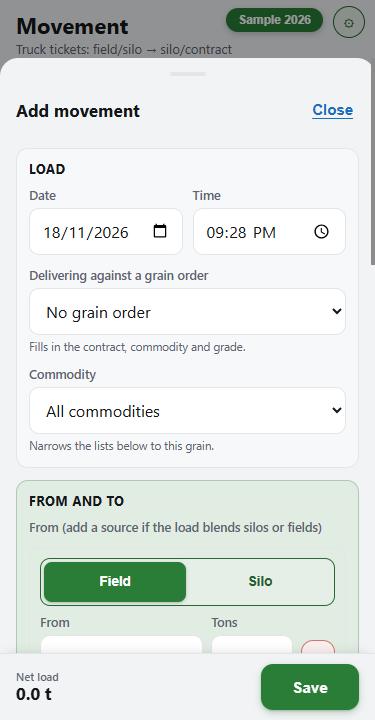 Movement
Sample 2026
Truck tickets: field/silo → silo/contract
Add movement
Close
LOAD
Date
Time
18/11/2026
09:28 PM
Delivering against a grain order
No grain order
Fills in the contract, commodity and grade.
Commodity
All commodities
Narrows the lists below to this grain.
FROM AND TO
From (add a source if the load blends silos or fields)
Field
Silo
From
Tons
Net load
0.0 t
Save